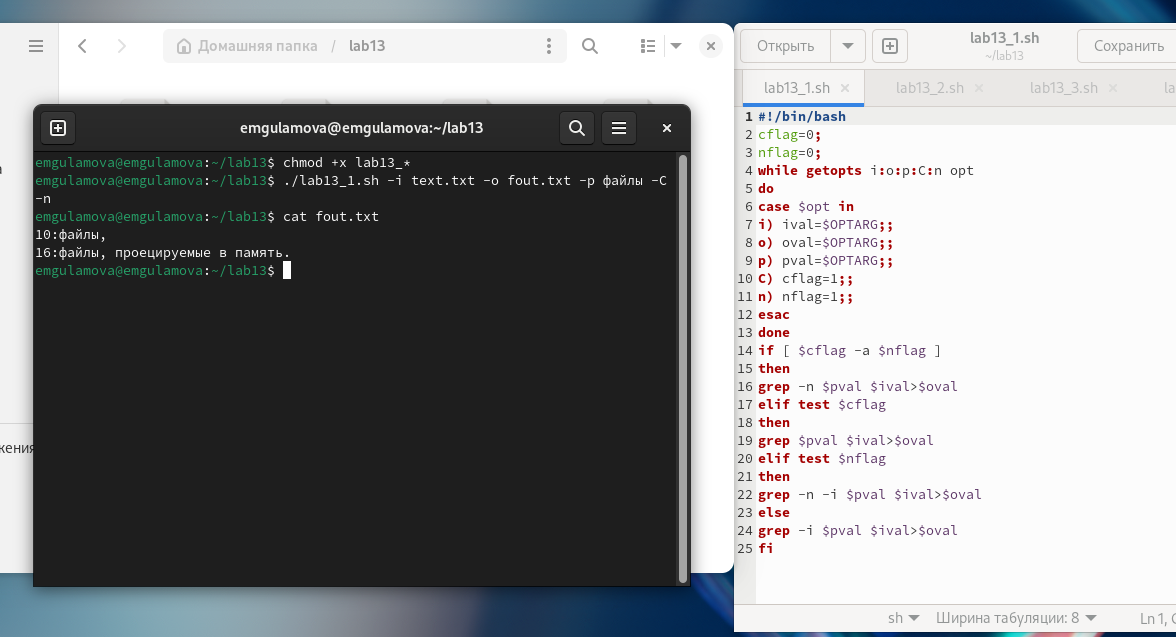 Домашняя папка / lab13
emgulamova@emgulamova:~/lab13
emgulamova@emgulamova:~/lab13$ chmod +x lab13_*
emgulamova@emgulamova:~/lab13$ ./lab13_1.sh -i text.txt -o fout.txt -p файлы -C
-n
emgulamova@emgulamova:~/lab13$ cat fout.txt
10:файлы,
16:файлы, проецируемые в память.
emgulamova@emgulamova:~/lab13$
жения
Открыть
lab13_1.sh
~/lab13
Сохранить
lab13_1.sh × lab13_2.sh × lab13_3.sh × la
1 #!/bin/bash
2 cflag=0;
3 nflag=0;
4 while getopts i:o:p:C:n opt
5 do
6 case $opt in
7 i) ival=$OPTARG;;
8 o) oval=$OPTARG;;
9 p) pval=$OPTARG;;
10 C) cflag=1;;
11 n) nflag=1;;
12 esac
13 done
14 if [ $cflag -a $nflag ]
15 then
16 grep -n $pval $ival>$oval
17 elif test $cflag
18 then
19 grep $pval $ival>$oval
20 elif test $nflag
21 then
22 grep -n -i $pval $ival>$oval
23 else
24 grep -i $pval $ival>$oval
25 fi
sh Ширина табуляции: 8 Ln 1,